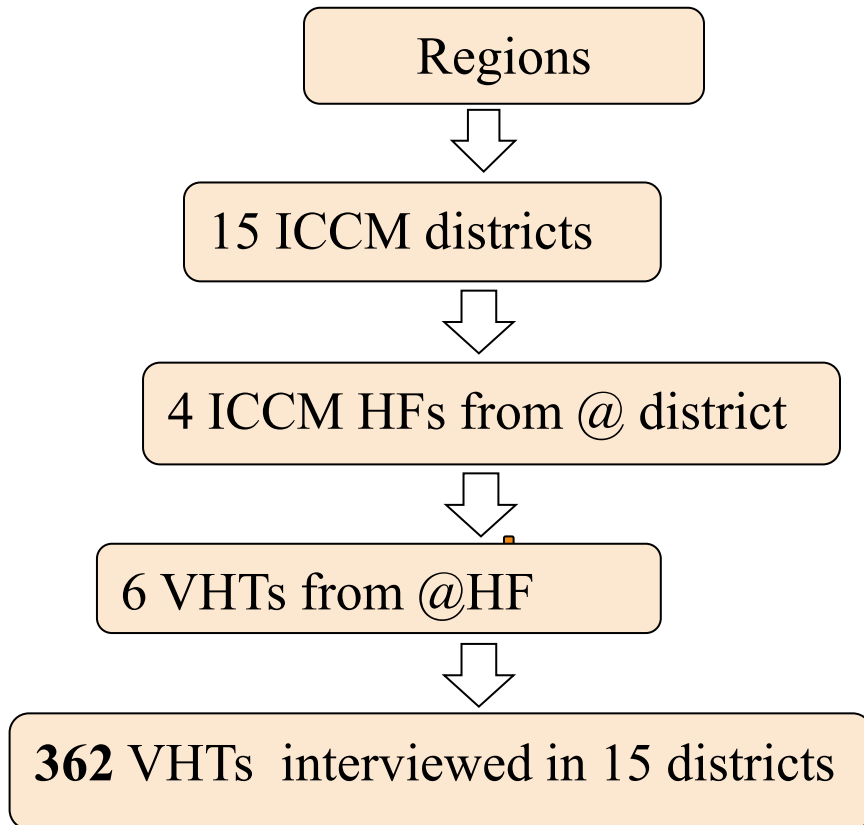 Regions
15 ICCM districts
4 ICCM HFs from @ district
6 VHTs from @HF
362 VHTs interviewed in 15 districts